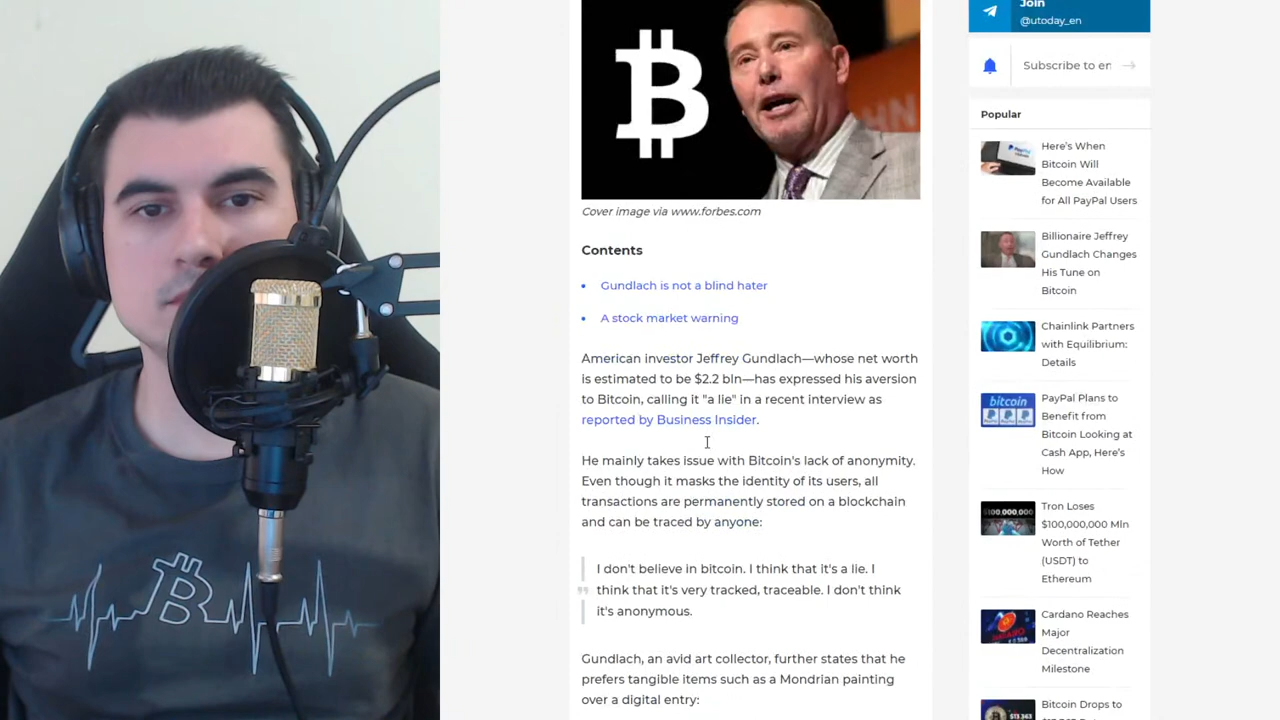 Join
@utoday_en
Subscribe to en
Popular
Here's When
Bitcoin Will
Become Available
for All PayPal Users
Billionaire Jeffrey
Gundlach Changes
His Tune on
Bitcoin
Chainlink Partners
with Equilibrium:
Details
bitcoin
PayPal Plans to
Benefit from
Bitcoin Looking at
Cash App, Here's
How
$100,000,000
Tron Loses
$100,000,000 Mln
Worth of Tether
(USDT) to
Ethereum
Cardano Reaches
Major
Decentralization
Milestone
Bitcoin Drops to
Cover image via www.forbes.com
Contents
• Gundlach is not a blind hater
• A stock market warning
American investor Jeffrey Gundlach—whose net worth
is estimated to be $2.2 bln—has expressed his aversion
to Bitcoin, calling it "a lie" in a recent interview as
reported by Business Insider.
He mainly takes issue with Bitcoin's lack of anonymity.
Even though it masks the identity of its users, all
transactions are permanently stored on a blockchain
and can be traced by anyone:
I don't believe in bitcoin. I think that it's a lie. I
think that it's very tracked, traceable. I don't think
it's anonymous.
Gundlach, an avid art collector, further states that he
prefers tangible items such as a Mondrian painting
over a digital entry: